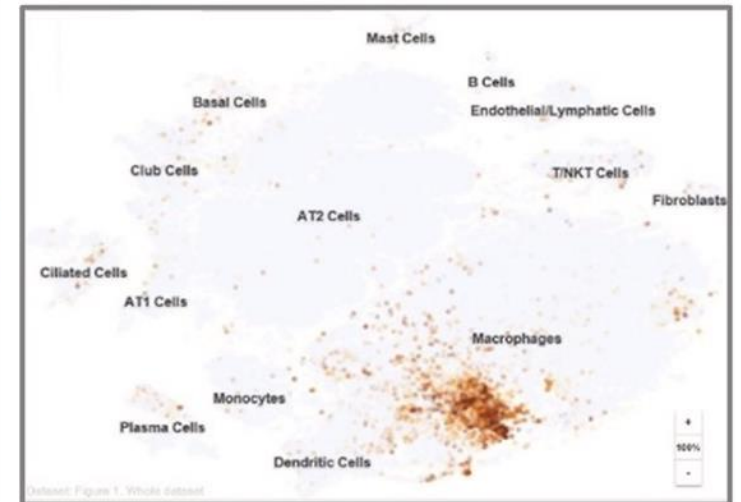 Mast Cells
B Cells
Basal Cells
Endothelial/Lymphatic Cells
Club Cells
T/NKT Cells
Fibroblasts
AT2 Cells
Ciliated Cells
AT1 Cells
Macrophages
Monocytes
Plasma Cells
Dendritic Cells
+
100%
-
Dataset: Figure 1. Whole dataset